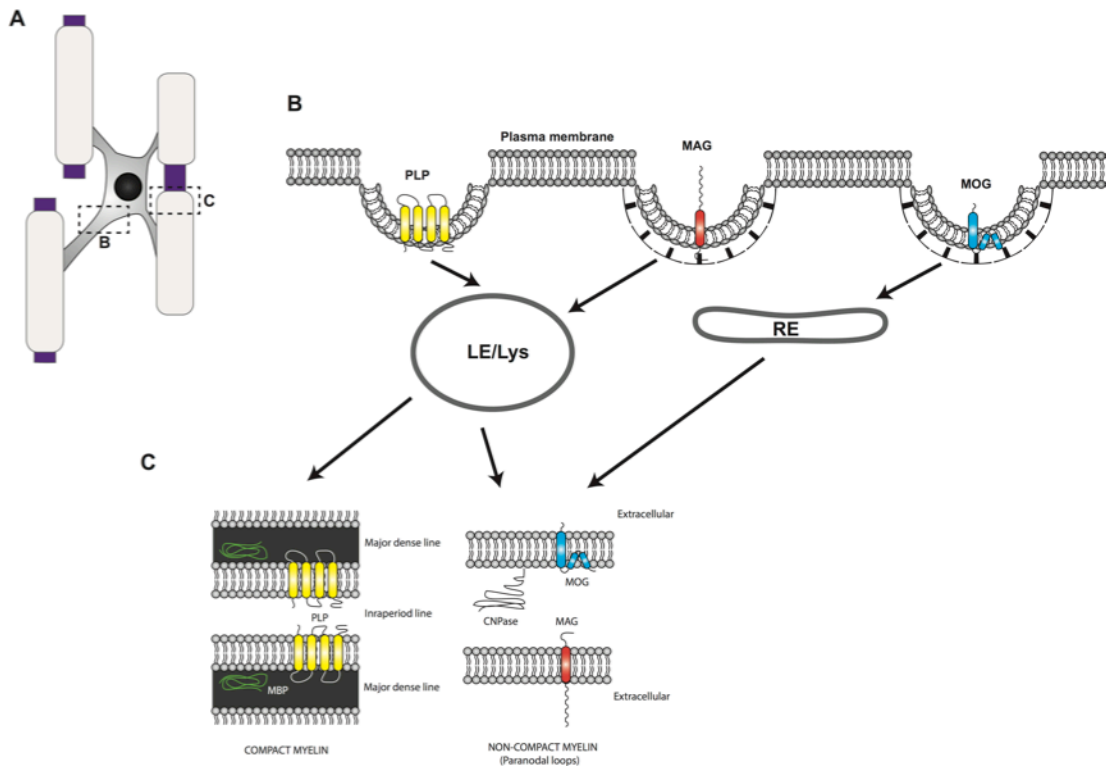 A
B
Plasma membrane
MAG
PLP
MOG
C
B
LE/Lys
RE
C
Extracellular
Major dense line
MOG
Inraperiod line
PLP
CNPase
MAG
MBP
Major dense line
Extracellular
COMPACT MYELIN
NON-COMPACT MYELIN
(Paranodal loops)